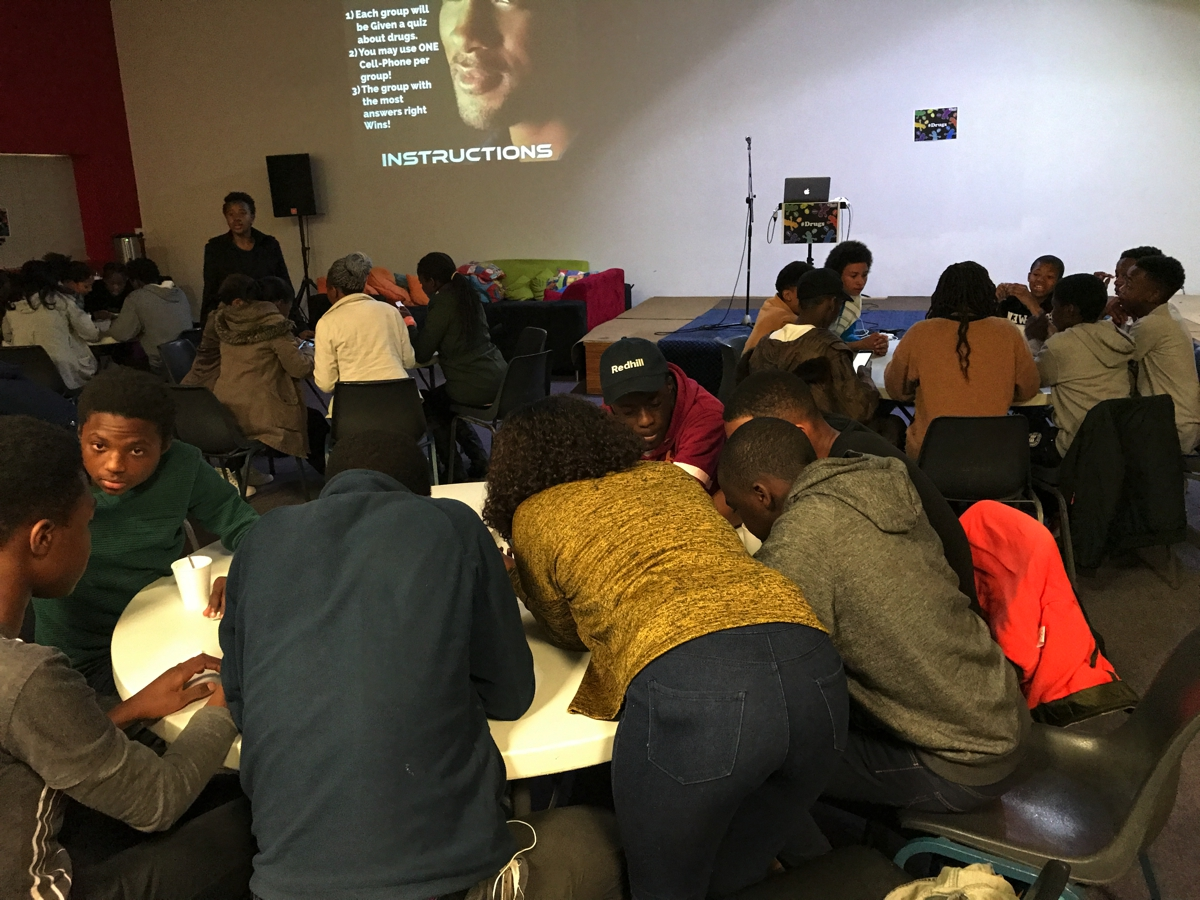 1) Each group will
be Given a quiz
about drugs.
2) You may use ONE
Cell-Phone per
group!
3) The group with
the most
answers right
Wins!
INSTRUCTIONS
#Drugs
#Drugs
Redhill